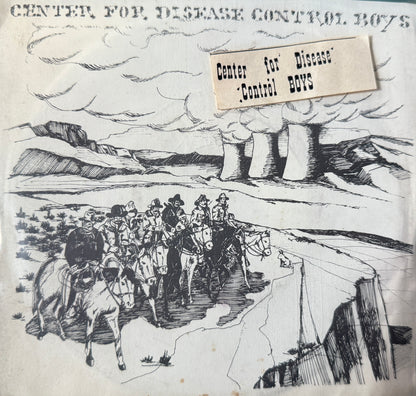 CENTER FOR DISEASE CONTROL BOYS
Center for Disease
Control BOYS